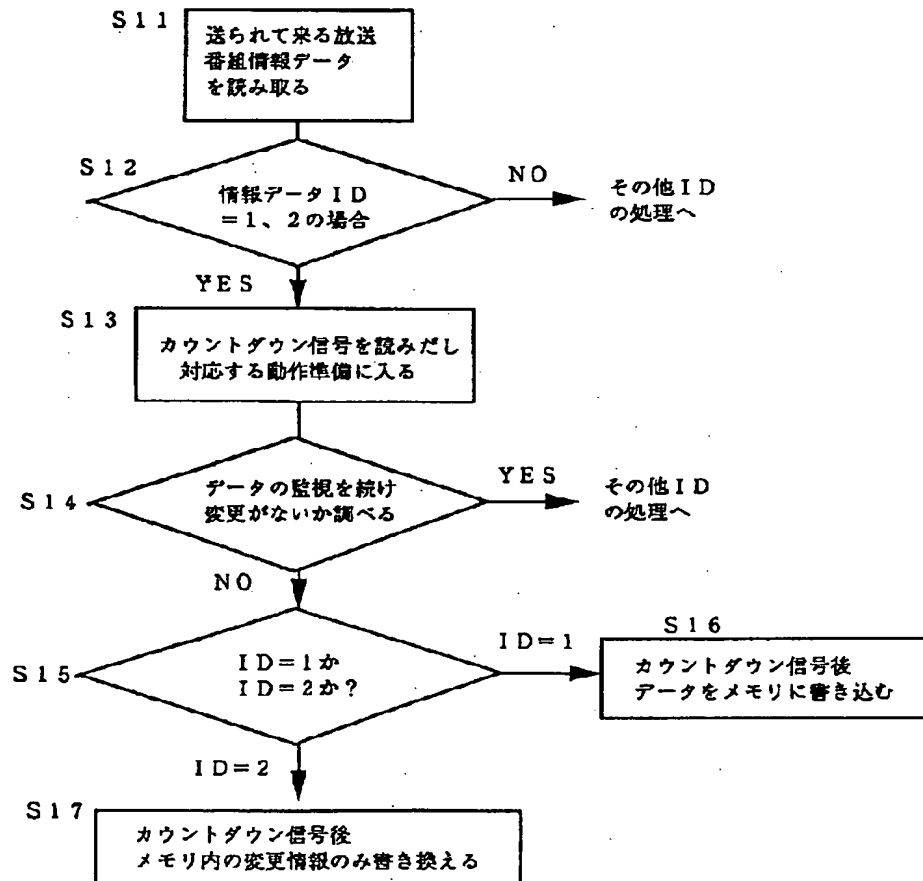 S11
送られて来る放送
番組情報データ
を読み取る
S12
情報データID
=1、2の場合
NO
その他ID
の処理へ
YES
S13
カウントダウン信号を読みだし
対応する動作準備に入る
S14
データの監視を続け
変更がないか調べる
YES
その他ID
の処理へ
NO
S15
ID=1か
ID=2か?
ID=1
S16
カウントダウン信号後
データをメモリに書き込む
ID=2
S17
カウントダウン信号後
メモリ内の変更情報のみ書き換える